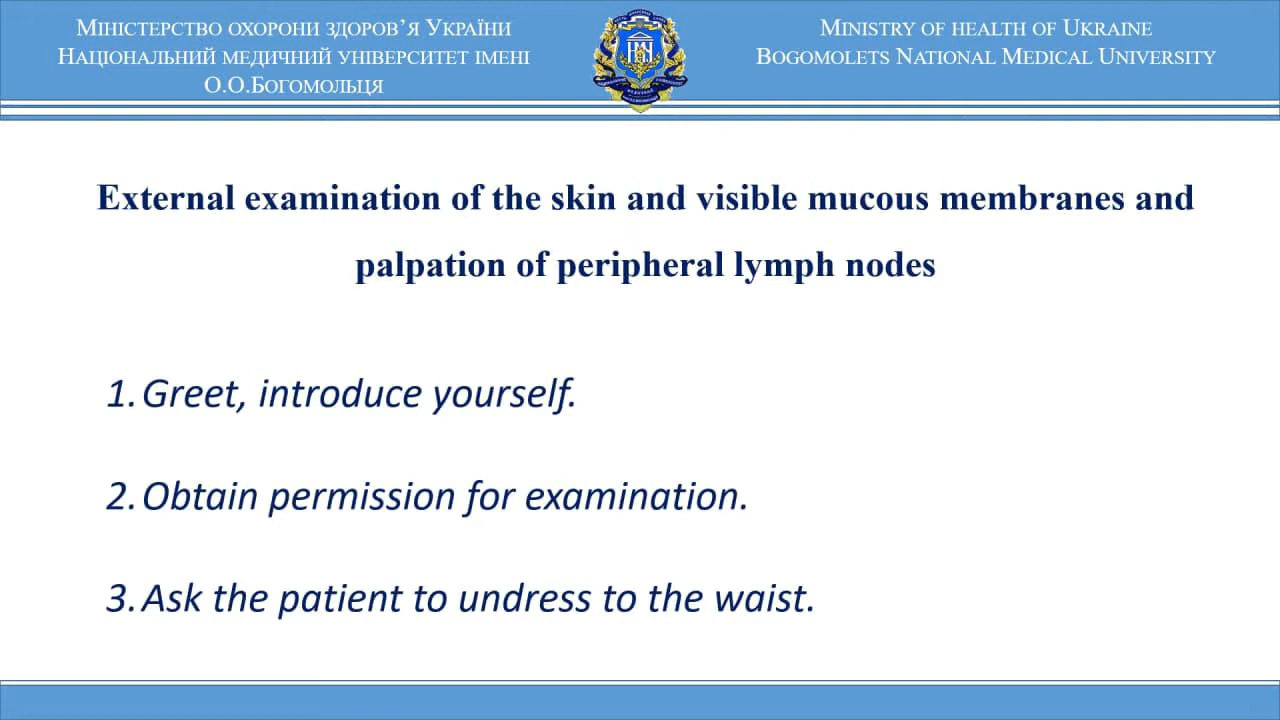 Міністерство охорони здоров’я України
Національний медичний університет імені
О.О.Богомольця
Ministry of health of Ukraine
Bogomolets National Medical University
External examination of the skin and visible mucous membranes and
palpation of peripheral lymph nodes
1. Greet, introduce yourself.
2. Obtain permission for examination.
3. Ask the patient to undress to the waist.